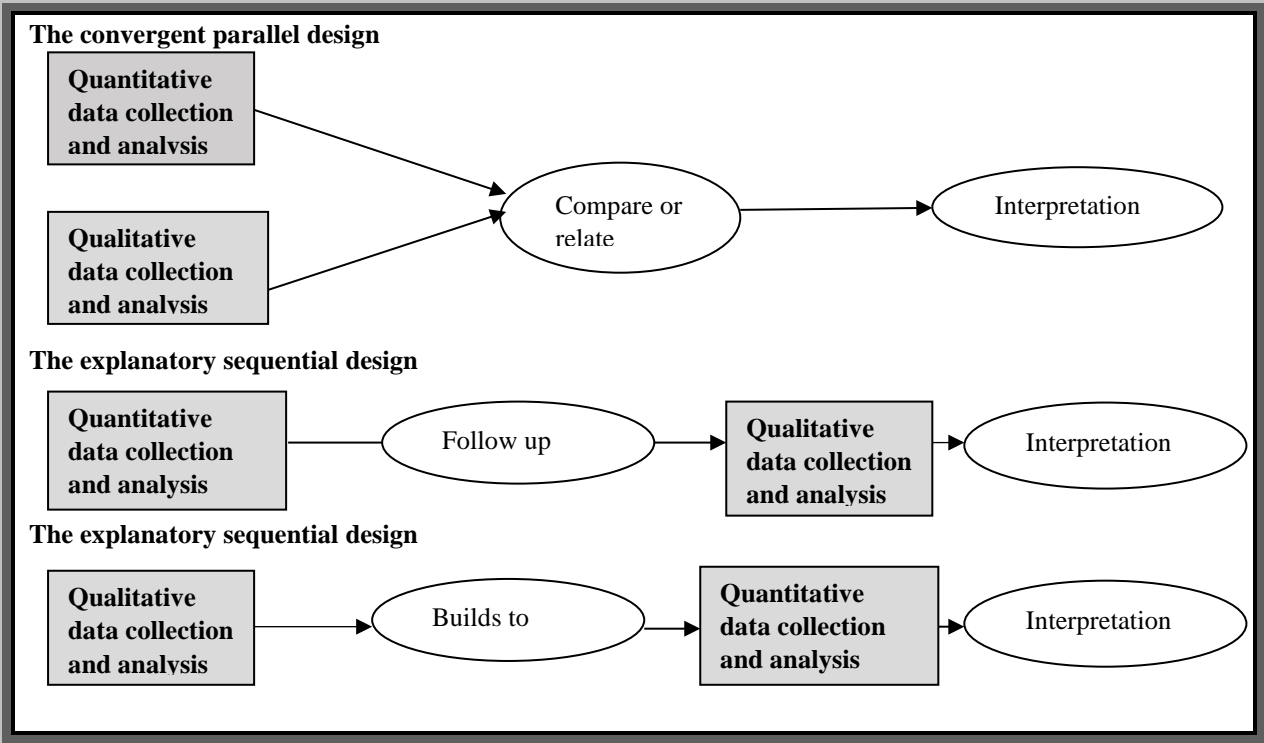 The convergent parallel design
Quantitative
data collection
and analysis
Compare or
relate
Interpretation
Qualitative
data collection
and analysis
The explanatory sequential design
Quantitative
data collection
and analysis
Follow up
Qualitative
data collection
and analysis
Interpretation
The explanatory sequential design
Qualitative
data collection
and analysis
Builds to
Quantitative
data collection
and analysis
Interpretation